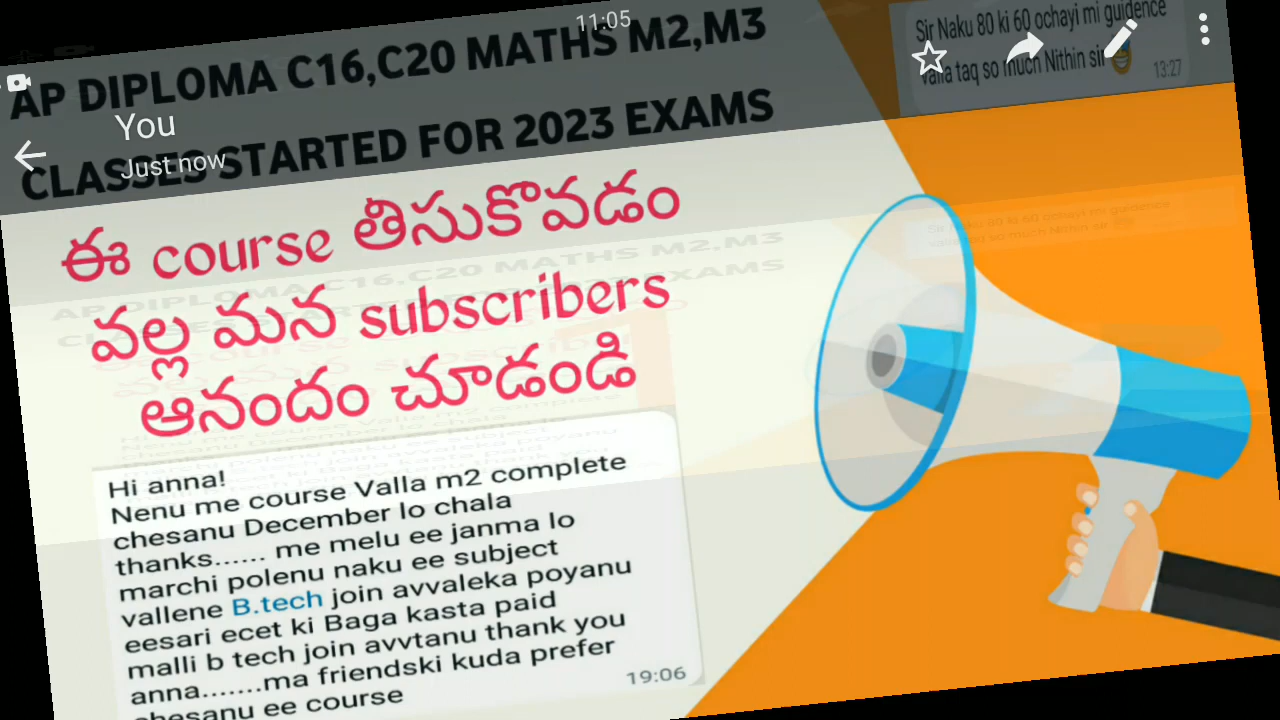 11:05
AP DIPLOMA C16,C20 MATHS M2,M3
CLASSES STARTED FOR 2023 EXAMS
You
Just now
Sir Naku 80 ki 60 ochayi mi guidence
valla taq so much Nithin sir
13:27
ఈ course తీసుకొవడం
వల్ల మన subscribers
ఆనందం చూడండి
Hi anna!
Nenu me course Valla m2 complete
chesanu December lo chala
thanks...... me melu ee janma lo
marchi polenu naku ee subject
vallene B.tech join avvaleka poyanu
eesari ecet ki Baga kasta paid
malli b tech join avvtanu thank you
anna.......ma friendski kuda prefer
chesanu ee course
19:06